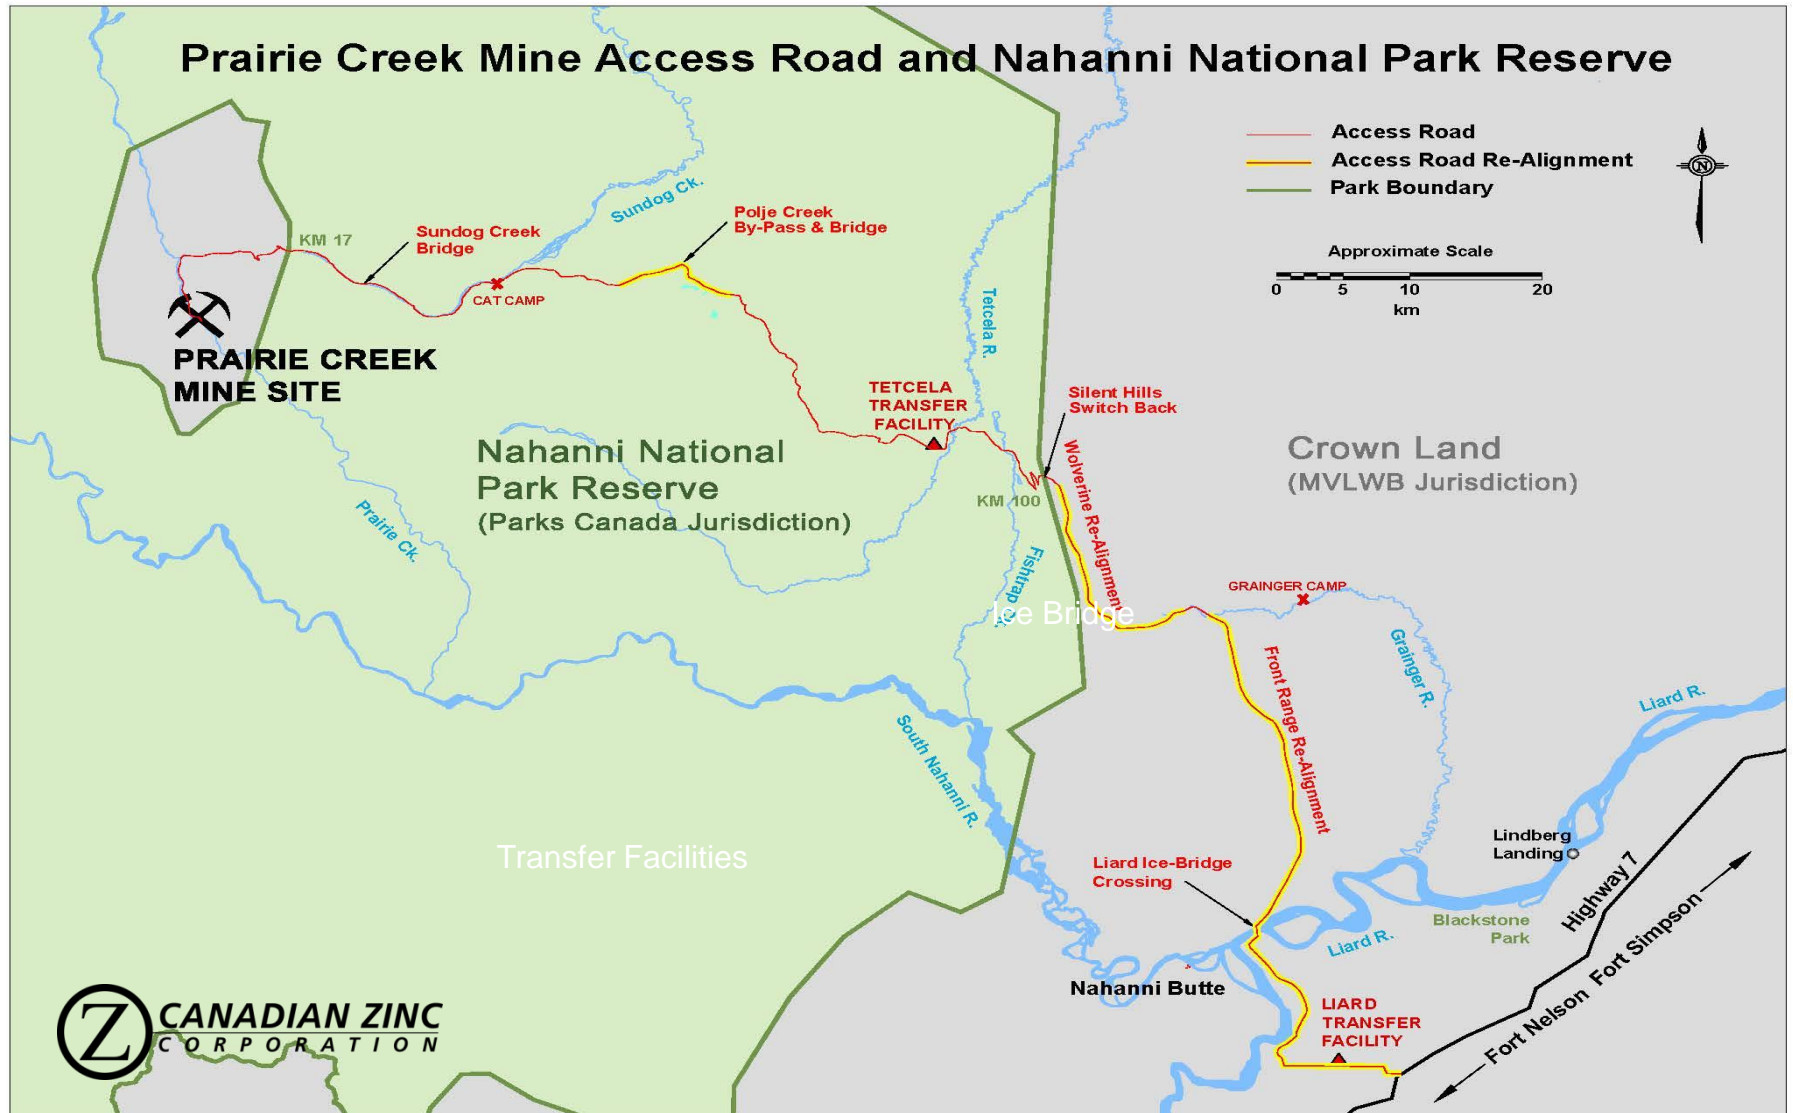 Prairie Creek Mine Access Road and Nahanni National Park Reserve
Access Road
Access Road Re-Alignment
Park Boundary
N
Approximate Scale
0 5 10 20
km
Sundog Ck.
Polje Creek
By-Pass & Bridge
Sundog Creek
Bridge
KM 17
CAT CAMP
PRAIRIE CREEK
MINE SITE
Tetcela R.
TETCELA
TRANSFER
FACILITY
Silent Hills
Switch Back
Wolverine Re-Alignment
KM 100
Nahanni National
Park Reserve
(Parks Canada Jurisdiction)
Crown Land
(MVLWB Jurisdiction)
Prairie Ck.
Fishtrap
Ice Bridge
GRAINGER CAMP
Grainger R.
Front Range Re-Alignment
Liard R.
South Nahanni R.
Transfer Facilities
Liard Ice-Bridge
Crossing
Lindberg
Landing
Highway 7
Blackstone
Park
Liard R.
Fort Nelson Fort Simpson
Nahanni Butte
LIARD
TRANSFER
FACILITY
Z
CANADIAN ZINC
CORPORATION